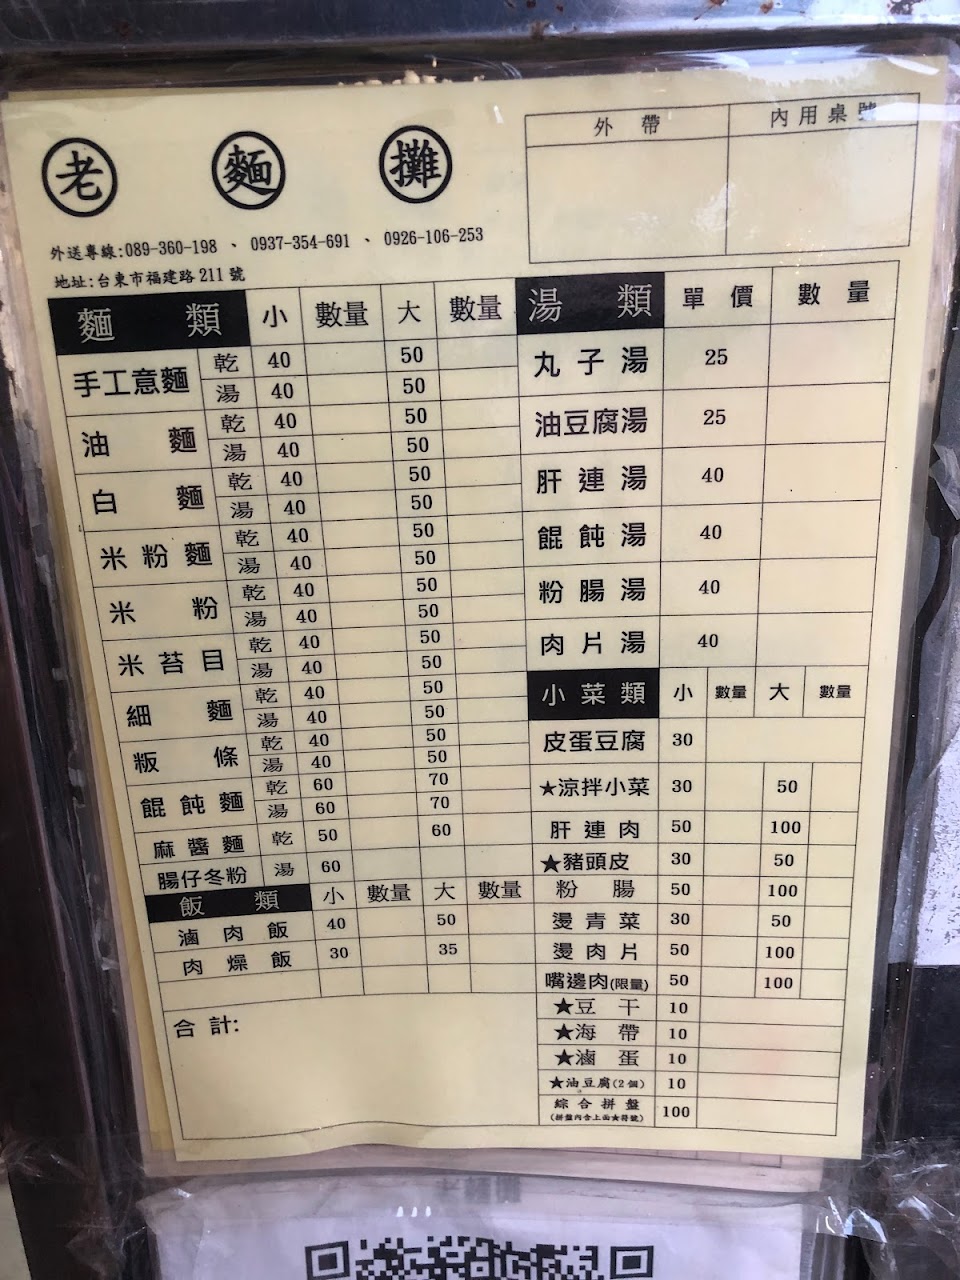 老 麵 攤
外帶 內用桌號
外送專線:089-360-198 、 0937-354-691 、 0926-106-253
地址:台東市福建路211號
麵類 小 數量 大 數量
手工意麵 乾 40 50
湯 40 50
油麵 乾 40 50
湯 40 50
白麵 乾 40 50
湯 40 50
米粉麵 乾 40 50
湯 40 50
米粉 乾 40 50
湯 40 50
米苔目 乾 40 50
湯 40 50
細麵 乾 40 50
湯 40 50
粄條 乾 40 50
湯 40 50
餛飩麵 乾 60 70
湯 60 70
麻醬麵 乾 50 60
腸仔冬粉 湯 60
飯類 小 數量 大 數量
滷肉飯 40 50
肉燥飯 30 35
合計:
湯類 單價 數量
丸子湯 25
油豆腐湯 25
肝連湯 40
餛飩湯 40
粉腸湯 40
肉片湯 40
小菜類 小 數量 大 數量
皮蛋豆腐 30
★涼拌小菜 30 50
肝連肉 50 100
★豬頭皮 30 50
粉腸 50 100
燙青菜 30 50
燙肉片 50 100
嘴邊肉(限量) 50 100
★豆干 10
★海帶 10
★滷蛋 10
★油豆腐(2個) 10
綜合拼盤 100
(拼盤內含上面★符號)